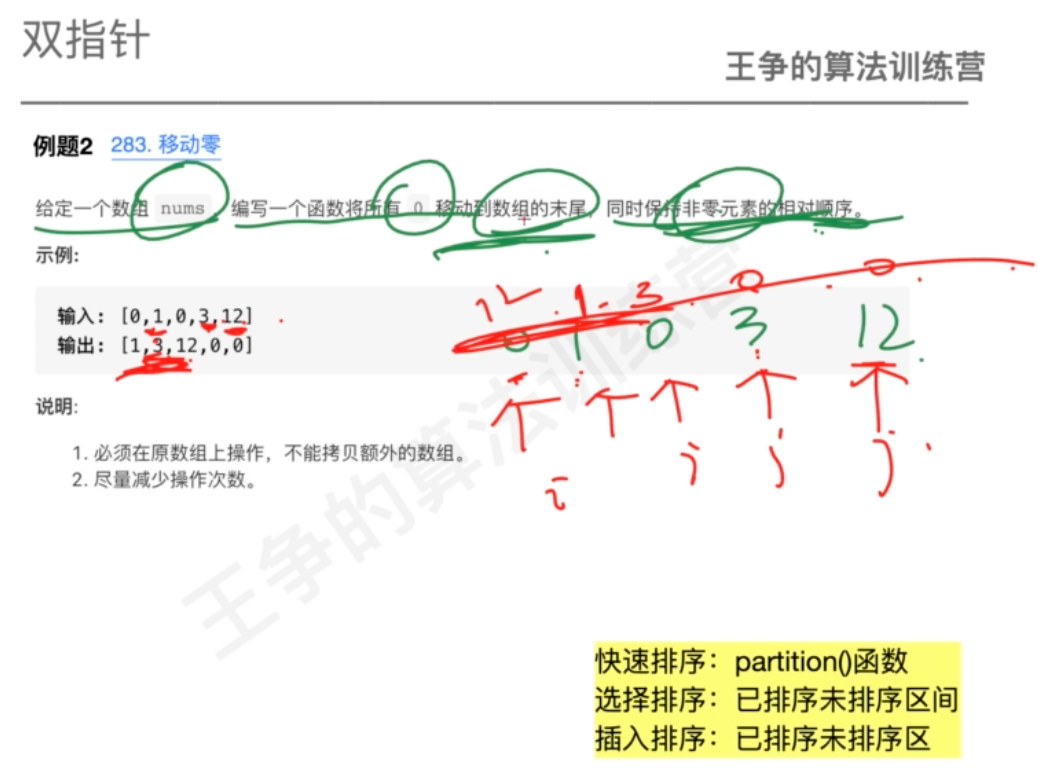 双指针
王争的算法训练营
例题2 283. 移动零
给定一个数组 nums，编写一个函数将所有 0 移动到数组的末尾，同时保持非零元素的相对顺序。
示例:
输入: [0,1,0,3,12]
输出: [1,3,12,0,0]
12 1 3 0 0
0 1 0 3 12
i j j j
说明:
1. 必须在原数组上操作，不能拷贝额外的数组。
2. 尽量减少操作次数。
王争的算法训练营
快速排序：partition()函数
选择排序：已排序未排序区间
插入排序：已排序未排序区